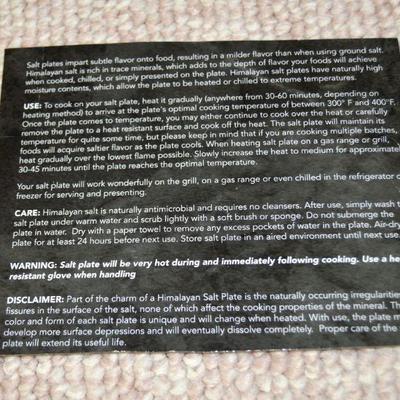 Salt plates impart subtle flavor onto food, resulting in a milder flavor than when using ground salt.
Himalayan salt is rich in trace minerals, which adds to the depth of flavor your foods will achieve
when cooked, chilled, or simply presented on the plate. Himalayan salt plates have naturally high
moisture contents, which allow the plate to be heated or chilled to extreme temperatures.
USE: To cook on your salt plate, heat it gradually (anywhere from 30-60 minutes, depending on
heating method) to arrive at the plate's optimal cooking temperature of between 300° F and 400°F.
Once the plate comes to temperature, you may either continue to cook over the heat or carefully
remove the plate to a heat resistant surface and cook off the heat. The salt plate will maintain its
temperature for quite some time, but please keep in mind that if you are cooking multiple batches,
foods will acquire saltier flavor as the plate cools. When heating salt plate on a gas range or grill,
heat gradually over the lowest flame possible. Slowly increase the heat to medium for approximate
30-45 minutes until the plate reaches the optimal temperature.
Your salt plate will work wonderfully on the grill, on a gas range or even chilled in the refrigerator o
freezer for serving and presenting.
CARE: Himalayan salt is naturally antimicrobial and requires no cleansers. After use, simply wash t
salt plate under warm water and scrub lightly with a soft brush or sponge. Do not submerge the
plate in water. Dry with a paper towel to remove any excess pockets of water in the plate. Air-dry
plate for at least 24 hours before next use. Store salt plate in an aired environment until next use.
WARNING: Salt plate will be very hot during and immediately following cooking. Use a hea
resistant glove when handling
DISCLAIMER: Part of the charm of a Himalayan Salt Plate is the naturally occurring irregularities
fissures in the surface of the salt, none of which affect the cooking properties of the mineral. Th
color and form of each salt plate is unique and will change when heated. With use, the plate m
develop more surface depressions and will eventually dissolve completely. Proper care of the
plate will extend its useful life.